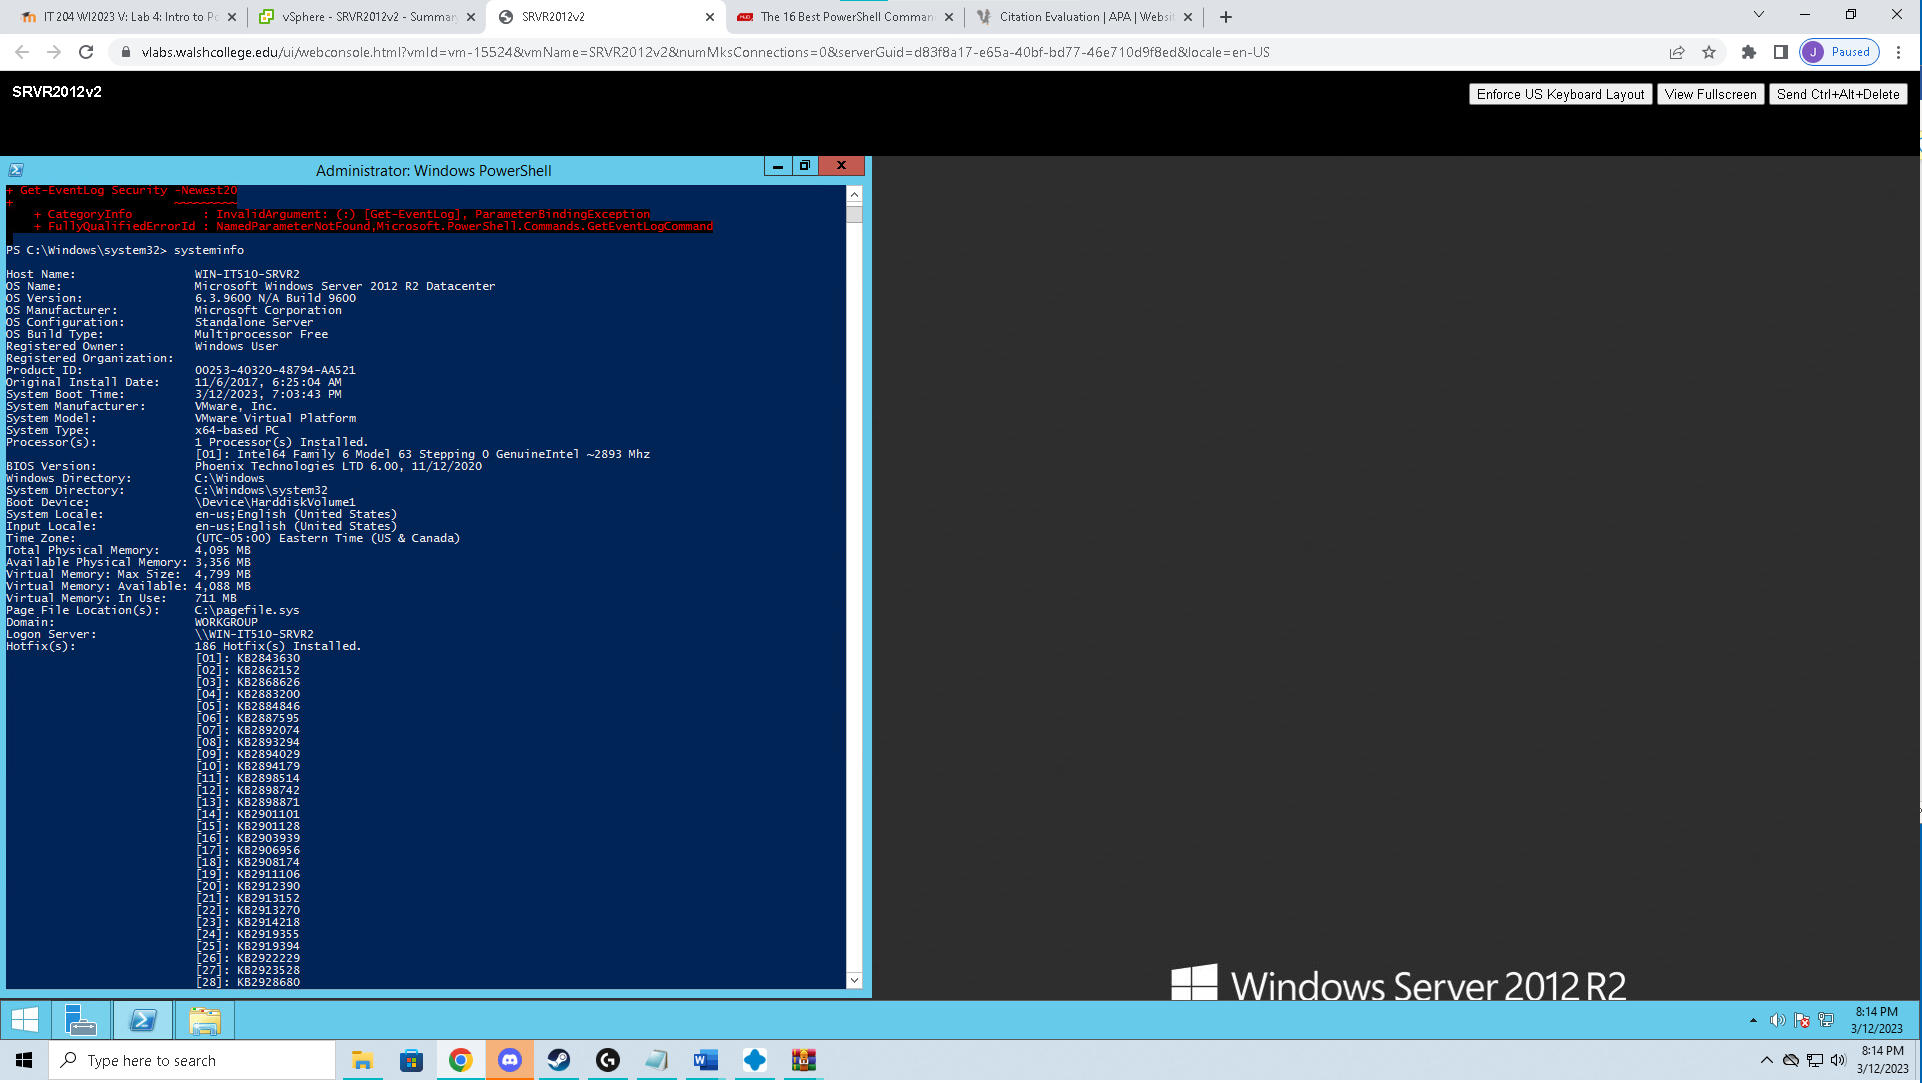 IT 204 WI2023 V: Lab 4: Intro to Po
vSphere - SRVR2012v2 - Summary
SRVR2012v2
The 16 Best PowerShell Comman
Citation Evaluation | APA | Websit
vlabs.walshcollege.edu/ui/webconsole.html?vmId=vm-15524&vmName=SRVR2012v2&numMksConnections=0&serverGuid=d83f8a17-e65a-40bf-bd77-46e710d9f8ed&locale=en-US
J Paused
SRVR2012v2
Enforce US Keyboard Layout View Fullscreen Send Ctrl+Alt+Delete
Administrator: Windows PowerShell
+ Get-EventLog Security -Newest20
+ ~~~~~~~~~
+ CategoryInfo : InvalidArgument: (:) [Get-EventLog], ParameterBindingException
+ FullyQualifiedErrorId : NamedParameterNotFound,Microsoft.PowerShell.Commands.GetEventLogCommand
PS C:\Windows\system32> systeminfo
Host Name: WIN-IT510-SRVR2
OS Name: Microsoft Windows Server 2012 R2 Datacenter
OS Version: 6.3.9600 N/A Build 9600
OS Manufacturer: Microsoft Corporation
OS Configuration: Standalone Server
OS Build Type: Multiprocessor Free
Registered Owner: Windows User
Registered Organization:
Product ID: 00253-40320-48794-AA521
Original Install Date: 11/6/2017, 6:25:04 AM
System Boot Time: 3/12/2023, 7:03:43 PM
System Manufacturer: VMware, Inc.
System Model: VMware Virtual Platform
System Type: x64-based PC
Processor(s): 1 Processor(s) Installed.
[01]: Intel64 Family 6 Model 63 Stepping 0 GenuineIntel ~2893 Mhz
BIOS Version: Phoenix Technologies LTD 6.00, 11/12/2020
Windows Directory: C:\Windows
System Directory: C:\Windows\system32
Boot Device: \Device\HarddiskVolume1
System Locale: en-us;English (United States)
Input Locale: en-us;English (United States)
Time Zone: (UTC-05:00) Eastern Time (US & Canada)
Total Physical Memory: 4,095 MB
Available Physical Memory: 3,356 MB
Virtual Memory: Max Size: 4,799 MB
Virtual Memory: Available: 4,088 MB
Virtual Memory: In Use: 711 MB
Page File Location(s): C:\pagefile.sys
Domain: WORKGROUP
Logon Server: \\WIN-IT510-SRVR2
Hotfix(s): 186 Hotfix(s) Installed.
[01]: KB2843630
[02]: KB2862152
[03]: KB2868626
[04]: KB2883200
[05]: KB2884846
[06]: KB2887595
[07]: KB2892074
[08]: KB2893294
[09]: KB2894029
[10]: KB2894179
[11]: KB2898514
[12]: KB2898742
[13]: KB2898871
[14]: KB2901101
[15]: KB2901128
[16]: KB2903939
[17]: KB2906956
[18]: KB2908174
[19]: KB2911106
[20]: KB2912390
[21]: KB2913152
[22]: KB2913270
[23]: KB2914218
[24]: KB2919355
[25]: KB2919394
[26]: KB2922229
[27]: KB2923528
[28]: KB2928680
Windows Server 2012 R2
8:14 PM
3/12/2023
Type here to search
8:14 PM
3/12/2023